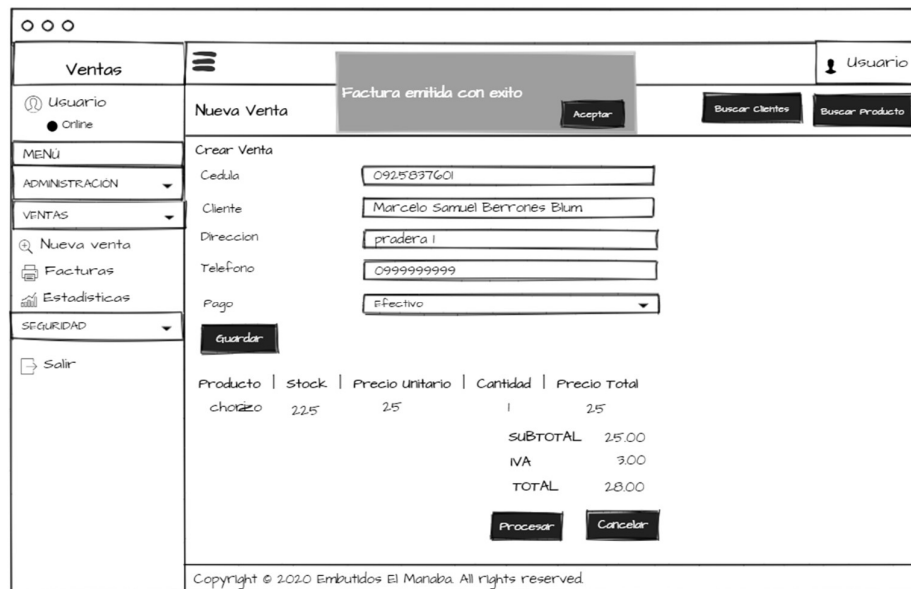 Ventas
Usuario
Factura emitida con exito
Aceptar
Usuario
Online
Nueva Venta
Buscar Clientes
Buscar Producto
MENÚ
ADMINISTRACIÓN
VENTAS
Nueva venta
Facturas
Estadísticas
SEGURIDAD
Salir
Crear Venta
Cedula 0925837601
Cliente Marcelo Samuel Berrones Blum
Direccion pradera 1
Telefono 0999999999
Pago Efectivo
Guardar
Producto | Stock | Precio Unitario | Cantidad | Precio Total
chorizo 225 25 1 25
SUBTOTAL 25.00
IVA 3.00
TOTAL 28.00
Procesar Cancelar
Copyright © 2020 Embutidos El Manaba. All rights reserved.